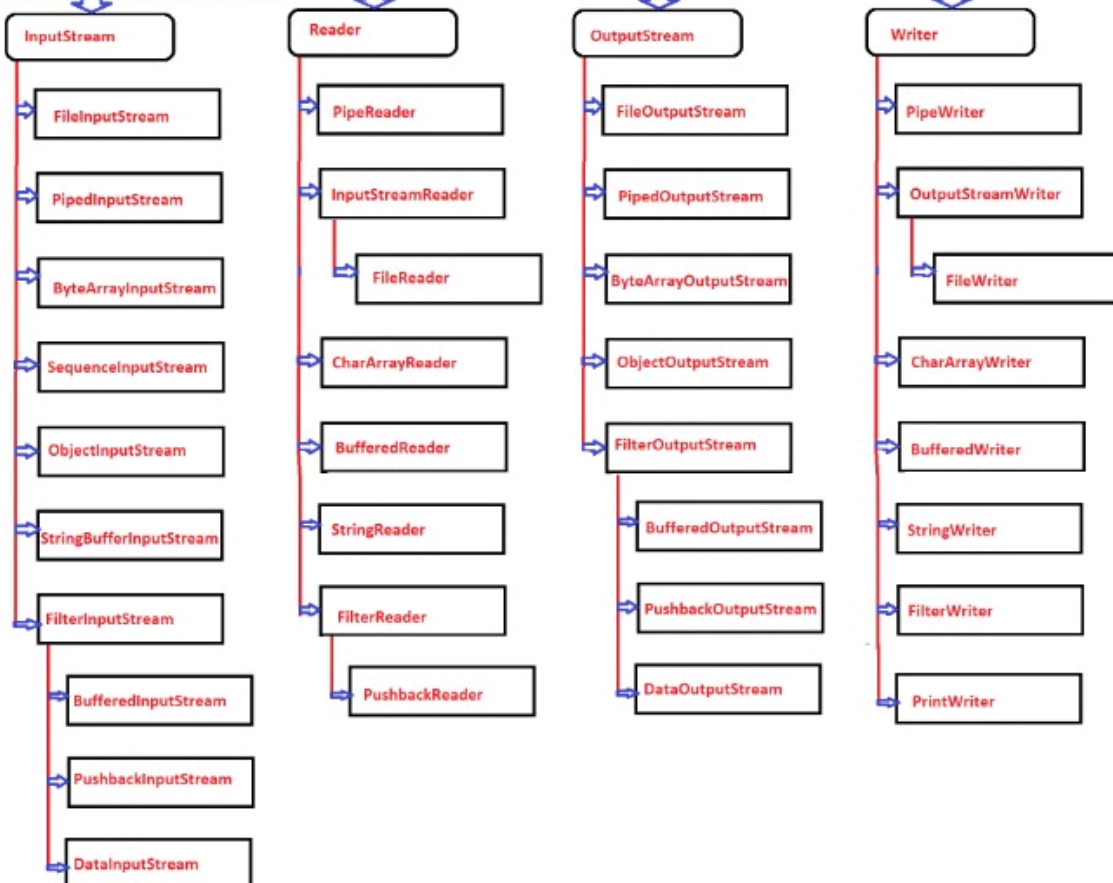 InputStream
FileInputStream
PipedInputStream
ByteArrayInputStream
SequenceInputStream
ObjectInputStream
StringBufferInputStream
FilterInputStream
BufferedInputStream
PushbackInputStream
DataInputStream
Reader
PipeReader
InputStreamReader
FileReader
CharArrayReader
BufferedReader
StringReader
FilterReader
PushbackReader
OutputStream
FileOutputStream
PipedOutputStream
ByteArrayOutputStream
ObjectOutputStream
FilterOutputStream
BufferedOutputStream
PushbackOutputStream
DataOutputStream
Writer
PipeWriter
OutputStreamWriter
FileWriter
CharArrayWriter
BufferedWriter
StringWriter
FilterWriter
PrintWriter